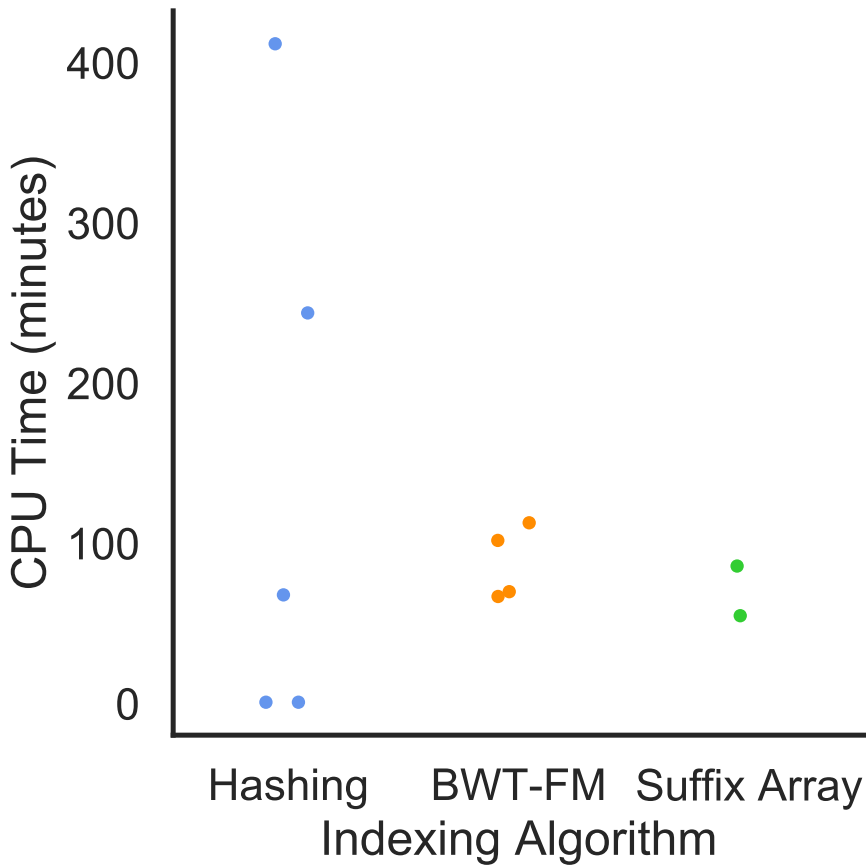 CPU Time (minutes)
400
300
200
100
0
Hashing BWT-FM Suffix Array
Indexing Algorithm